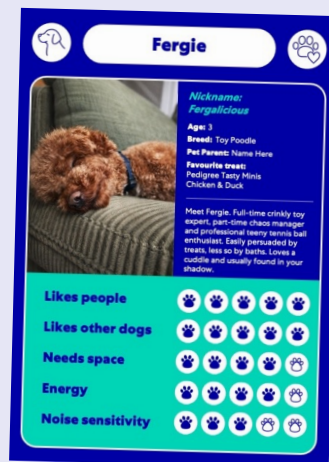 Fergie
Nickname:
Fergalicious
Age: 3
Breed: Toy Poodle
Pet Parent: Name Here
Favourite treat:
Pedigree Tasty Minis
Chicken & Duck
Meet Fergie. Full-time crinkly toy
expert, part-time chaos manager
and professional teeny tennis ball
enthusiast. Easily persuaded by
treats, less so by baths. Loves a
cuddle and usually found in your
shadow.
Likes people
Likes other dogs
Needs space
Energy
Noise sensitivity